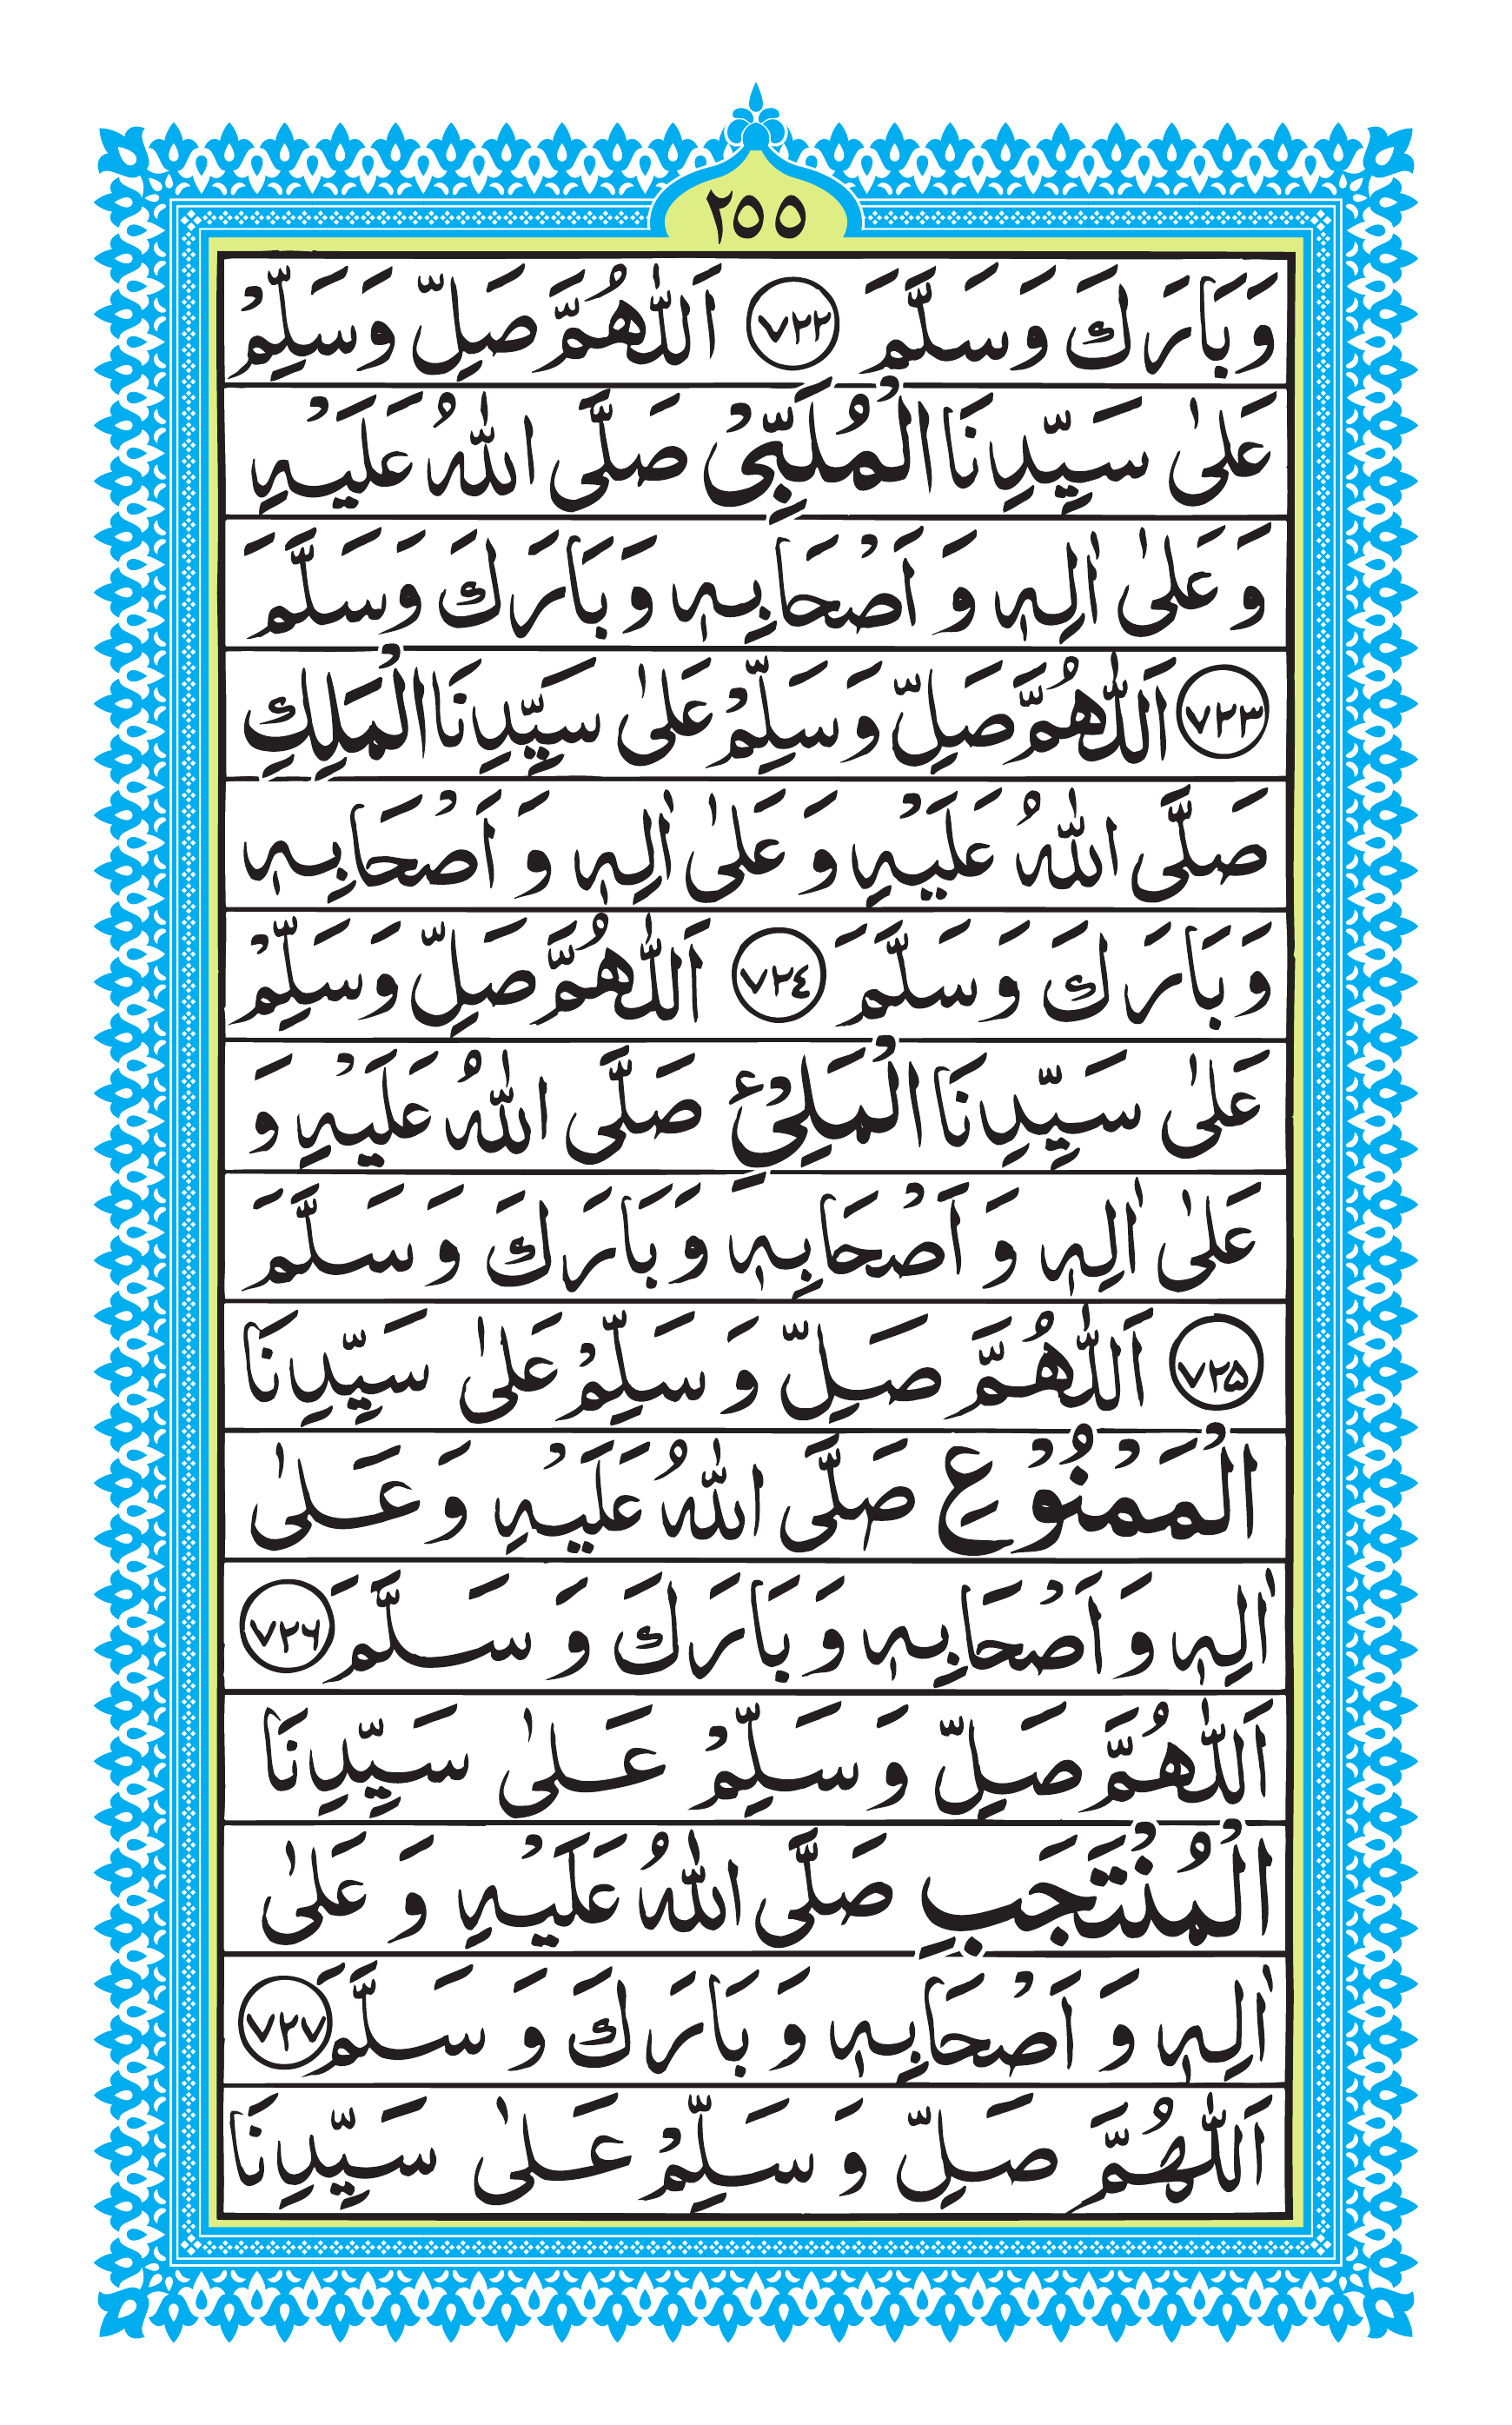 ٢٥٥
وَبَارَكَ وَسَلَّمَ ٧٢٢ اَللّٰهُمَّ صَلِّ وَسَلِّمْ
عَلٰى سَيِّدِنَا الْمُلَبِّىْ صَلَّى اللّٰهُ عَلَيْهِ
وَعَلٰى اٰلِهٖ وَ اَصْحَابِهٖ وَبَارَكَ وَسَلَّمَ
٧٢٣ اَللّٰهُمَّ صَلِّ وَسَلِّمْ عَلٰى سَيِّدِنَا الْمَلِكِ
صَلَّى اللّٰهُ عَلَيْهِ وَ عَلٰى اٰلِهٖ وَ اَصْحَابِهٖ
وَبَارَكَ وَسَلَّمَ ٧٢٤ اَللّٰهُمَّ صَلِّ وَسَلِّمْ
عَلٰى سَيِّدِنَا الْمَلِىْءِ صَلَّى اللّٰهُ عَلَيْهِ وَ
عَلٰى اٰلِهٖ وَ اَصْحَابِهٖ وَبَارَكَ وَ سَلَّمَ
٧٢٥ اَللّٰهُمَّ صَلِّ وَ سَلِّمْ عَلٰى سَيِّدِنَا
الْمَمْنُوْعِ صَلَّى اللّٰهُ عَلَيْهِ وَعَلٰى
اٰلِهٖ وَ اَصْحَابِهٖ وَبَارَكَ وَ سَلَّمَ ٧٢٦
اَللّٰهُمَّ صَلِّ وَ سَلِّمْ عَلٰى سَيِّدِنَا
الْمُنْتَجَبِ صَلَّى اللّٰهُ عَلَيْهِ وَ عَلٰى
اٰلِهٖ وَ اَصْحَابِهٖ وَبَارَكَ وَ سَلَّمَ ٧٢٧
اَللّٰهُمَّ صَلِّ وَ سَلِّمْ عَلٰى سَيِّدِنَا